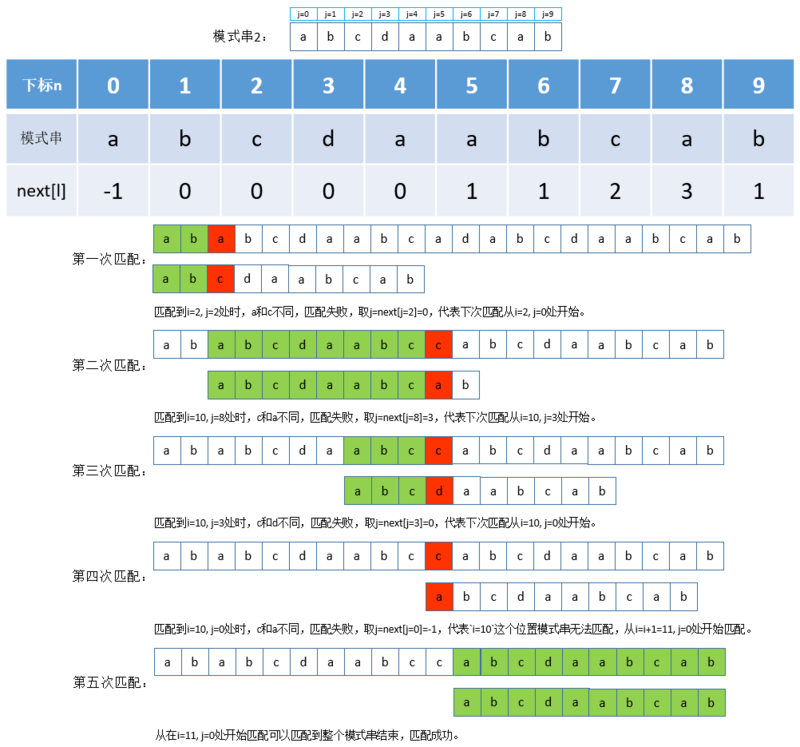 j=0 j=1 j=2 j=3 j=4 j=5 j=6 j=7 j=8 j=9
模式串2： a b c d a a b c a b
下标n 0 1 2 3 4 5 6 7 8 9
模式串 a b c d a a b c a b
next[l] -1 0 0 0 0 1 1 2 3 1
a b a b c d a a b c a d a b c d a a b c a b
第一次匹配：
a b c d a a b c a b
匹配到i=2, j=2处时，a和c不同，匹配失败，取j=next[j=2]=0，代表下次匹配从i=2, j=0处开始。
a b a b c d a a b c c a b c d a a b c a b
第二次匹配：
a b c d a a b c a b
匹配到i=10, j=8处时，c和a不同，匹配失败，取j=next[j=8]=3，代表下次匹配从i=10, j=3处开始。
a b a b c d a a b c c a b c d a a b c a b
第三次匹配：
a b c d a a b c a b
匹配到i=10, j=3处时，c和d不同，匹配失败，取j=next[j=3]=0，代表下次匹配从i=10, j=0处开始。
a b a b c d a a b c c a b c d a a b c a b
第四次匹配：
a b c d a a b c a b
匹配到i=10, j=0处时，c和a不同，匹配失败，取j=next[j=0]=-1，代表`i=10`这个位置模式串无法匹配，从i=i+1=11, j=0处开始匹配。
a b a b c d a a b c c a b c d a a b c a b
第五次匹配：
a b c d a a b c a b
从在i=11, j=0处开始匹配可以匹配到整个模式串结束，匹配成功。